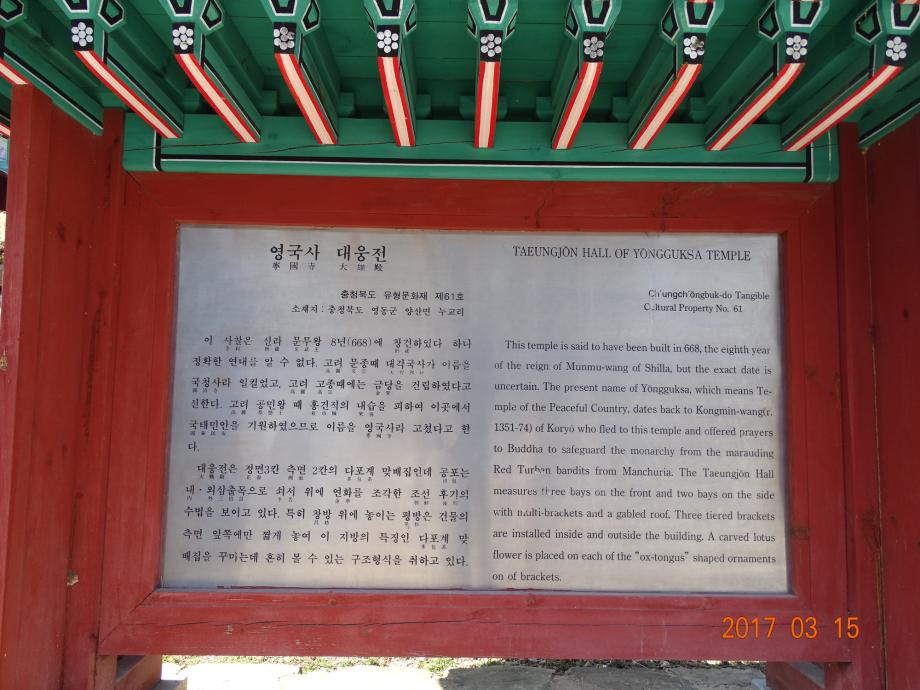 영국사 대웅전
寧國寺 大雄殿
충청북도 유형문화재 제61호
소재지 : 충청북도 영동군 양산면 누교리
이 사찰은 신라 문무왕 8년(668)에 창건하였다 하나
정확한 연대를 알 수 없다. 고려 문종때 대각국사가 이름을
국청사라 일컬었고, 고려 고종때에는 금당을 건립하였다고
전한다. 고려 공민왕 때 홍건적의 내습을 피하여 이곳에서
국태민안을 기원하였으므로 이름을 영국사라 고쳤다고 한
다.
대웅전은 정면3칸 측면 2칸의 다포계 맞배집인데 공포는
내·외삼출목으로 쇠서 위에 연화를 조각한 조선 후기의
수법을 보이고 있다. 특히 창방 위에 놓이는 평방은 건물의
측면 앞쪽에만 짧게 놓여 이 지방의 특징인 다포계 맞
배집을 꾸미는데 흔히 볼 수 있는 구조형식을 취하고 있다.
TAEUNGJŎN HALL OF YŎNGGUKSA TEMPLE
Ch'ungch'ŏngbuk-do Tangible
Cultural Property No. 61
This temple is said to have been built in 668, the eighth year
of the reign of Munmu-wang of Shilla, but the exact date is
uncertain. The present name of Yŏngguksa, which means Te-
mple of the Peaceful Country, dates back to Kongmin-wang(r.
1351-74) of Koryŏ who fled to this temple and offered prayers
to Buddha to safeguard the monarchy from the marauding
Red Turban bandits from Manchuria. The Taeungjŏn Hall
measures three bays on the front and two bays on the side
with multi-brackets and a gabled roof. Three tiered brackets
are installed inside and outside the building. A carved lotus
flower is placed on each of the "ox-tongus" shaped ornaments
on of brackets.
2017 03 15